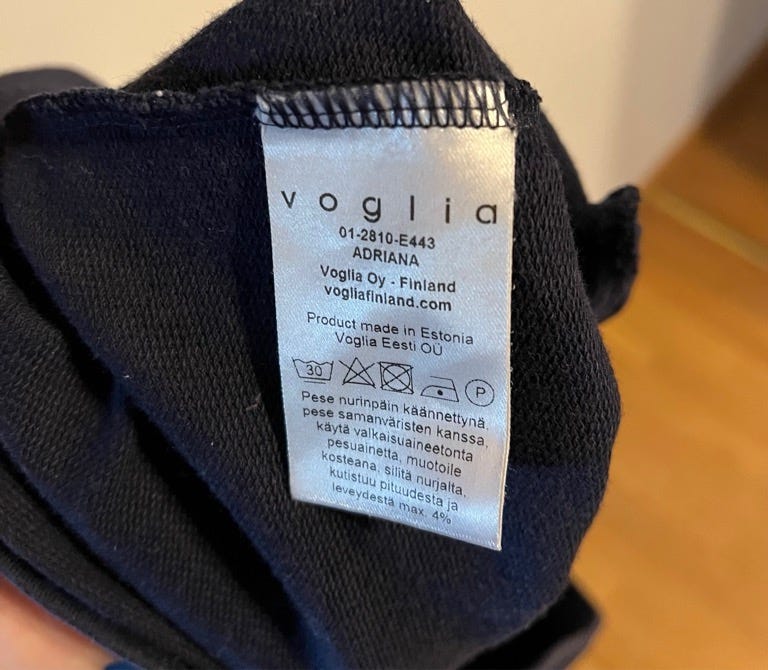 voglia
01-2810-E443
ADRIANA
Voglia Oy - Finland
vogliafinland.com
Product made in Estonia
Voglia Eesti OÜ
30 P
Pese nurinpäin käännettynä,
pese samanväristen kanssa,
käytä valkaisuaineetonta
pesuainetta, muotoile
kosteana, silitä nurjalta,
kutistuu pituudesta ja
leveydestä max. 4%